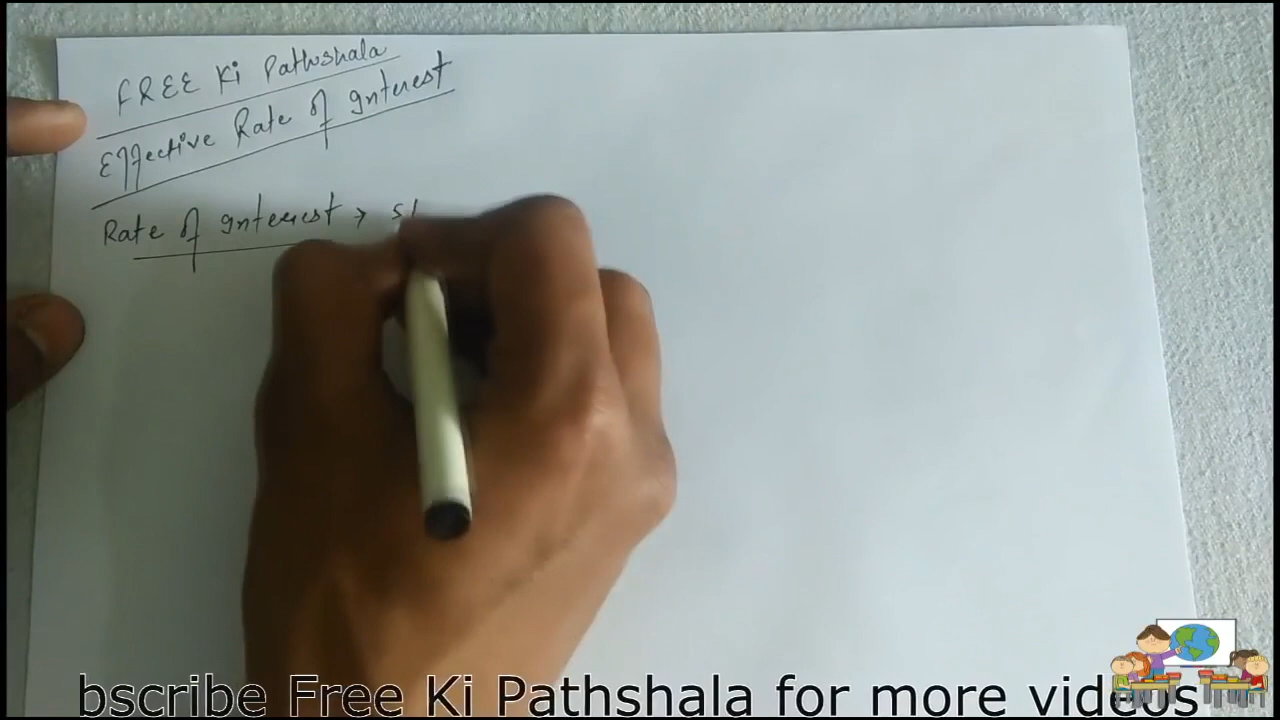 FREE Ki Pathshala
Effective Rate of Interest
Rate of Interest →
bscribe Free Ki Pathshala for more videos